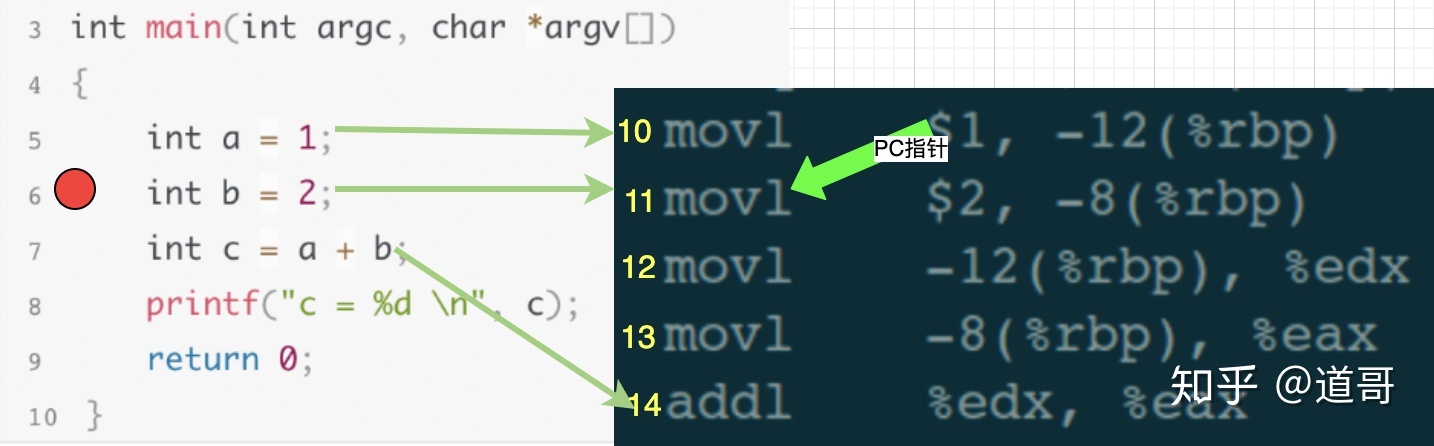 3 int main(int argc, char *argv[])
4 {
5 int a = 1;
6 int b = 2;
7 int c = a + b;
8 printf("c = %d \n", c);
9 return 0;
10 }
10 movl $1, -12(%rbp)
PC指针
11 movl $2, -8(%rbp)
12 movl -12(%rbp), %edx
13 movl -8(%rbp), %eax
14 addl %edx, %eax
知乎 @道哥